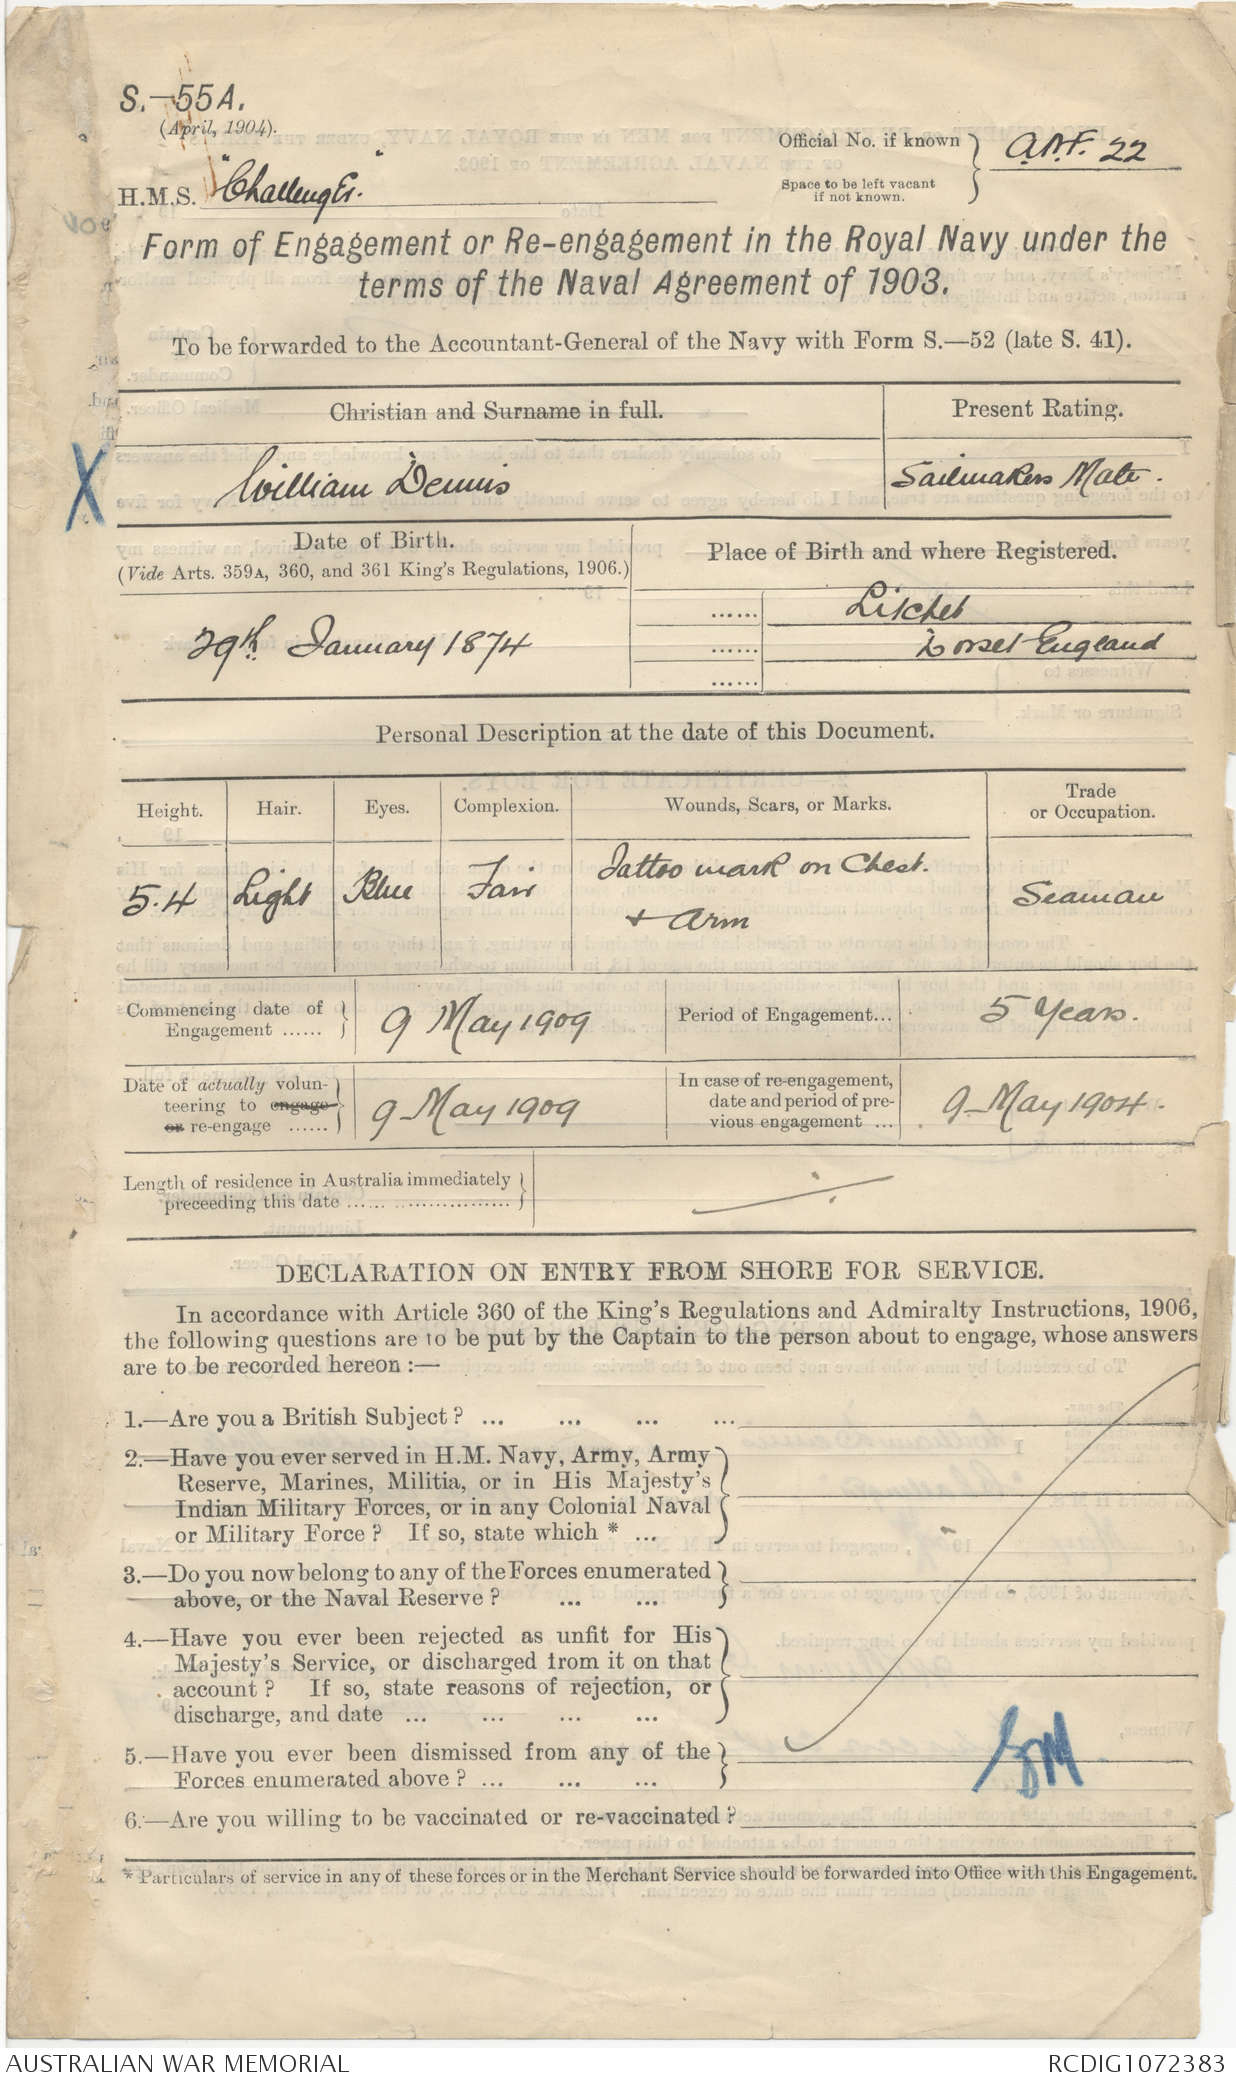 S.—55A.
(April, 1904).
Official No. if known
Space to be left vacant
if not known.
A.N.F. 22
H.M.S. "Challenger."
Form of Engagement or Re-engagement in the Royal Navy under the
terms of the Naval Agreement of 1903.
To be forwarded to the Accountant-General of the Navy with Form S.—52 (late S. 41).
Christian and Surname in full.
Present Rating.
X
William Dennis
Sailmakers Mate.
Date of Birth.
(Vide Arts. 359A, 360, and 361 King's Regulations, 1906.)
Place of Birth and where Registered.
29th January 1874
...... Litchet
...... Dorset England
......
Personal Description at the date of this Document.
Height. Hair. Eyes. Complexion. Wounds, Scars, or Marks. Trade
or Occupation.
5.4 Light Blue Fair Tattoo mark on Chest.
+ Arm
Seaman
Commencing date of
Engagement ......
9 May 1909
Period of Engagement...
5 Years.
Date of actually volun-
teering to engage
or re-engage ......
9 May 1909
In case of re-engagement,
date and period of pre-
vious engagement ...
9 May 1904.
Length of residence in Australia immediately
preceeding this date ...... .....................
DECLARATION ON ENTRY FROM SHORE FOR SERVICE.
In accordance with Article 360 of the King's Regulations and Admiralty Instructions, 1906,
the following questions are to be put by the Captain to the person about to engage, whose answers
are to be recorded hereon :—
1.—Are you a British Subject? ... ... ... ...
2.—Have you ever served in H.M. Navy, Army, Army
Reserve, Marines, Militia, or in His Majesty's
Indian Military Forces, or in any Colonial Naval
or Military Force? If so, state which * ...
3.—Do you now belong to any of the Forces enumerated
above, or the Naval Reserve? ... ...
4.—Have you ever been rejected as unfit for His
Majesty's Service, or discharged from it on that
account? If so, state reasons of rejection, or
discharge, and date ... ... ... ...
5.—Have you ever been dismissed from any of the
Forces enumerated above? ... ... ...
6.—Are you willing to be vaccinated or re-vaccinated?
* Particulars of service in any of these forces or in the Merchant Service should be forwarded into Office with this Engagement.
AUSTRALIAN WAR MEMORIAL
RCDIG1072383